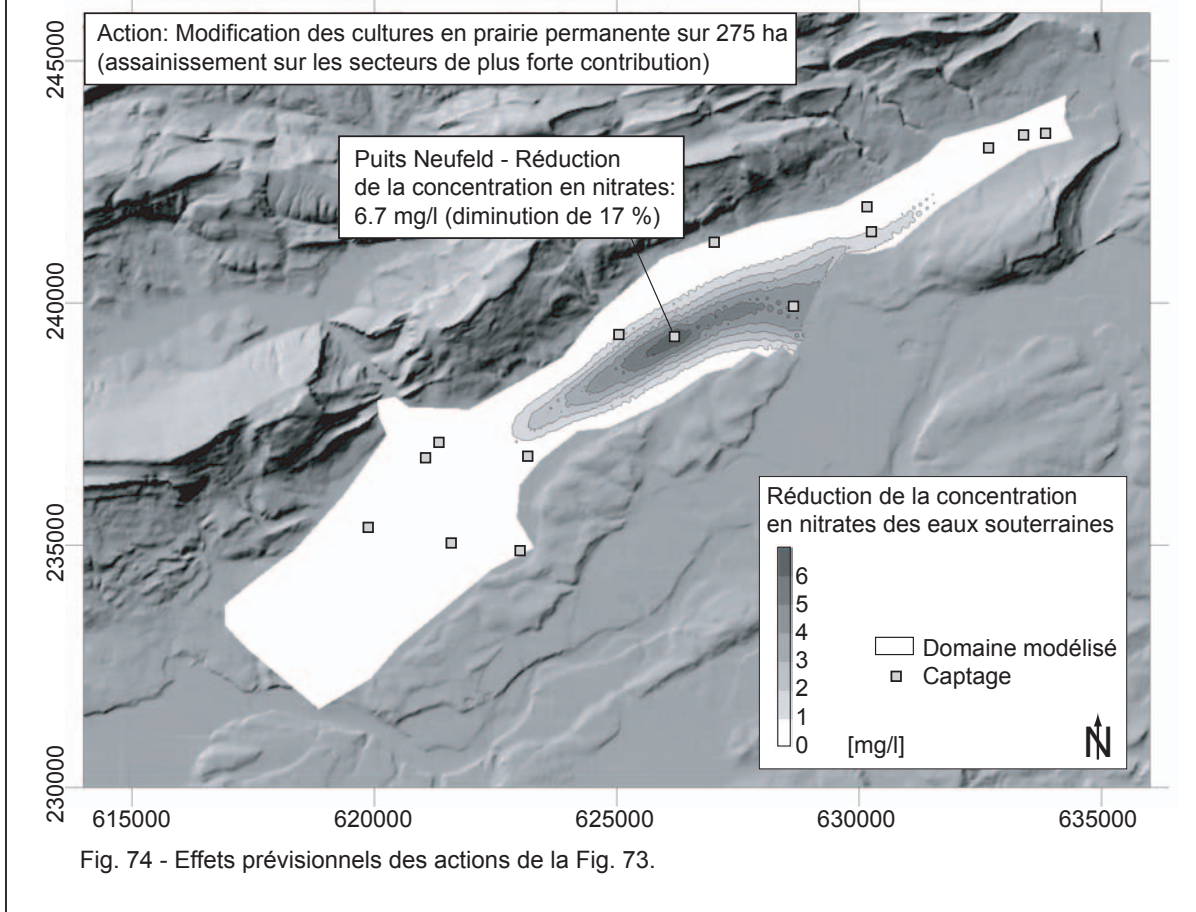 Action: Modification des cultures en prairie permanente sur 275 ha
(assainissement sur les secteurs de plus forte contribution)
Puits Neufeld - Réduction
de la concentration en nitrates:
6.7 mg/l (diminution de 17 %)
245000
240000
235000
230000
Réduction de la concentration
en nitrates des eaux souterraines
6
5
4
3
2
1
0 [mg/l]
Domaine modélisé
Captage
N
615000 620000 625000 630000 635000
Fig. 74 - Effets prévisionnels des actions de la Fig. 73.